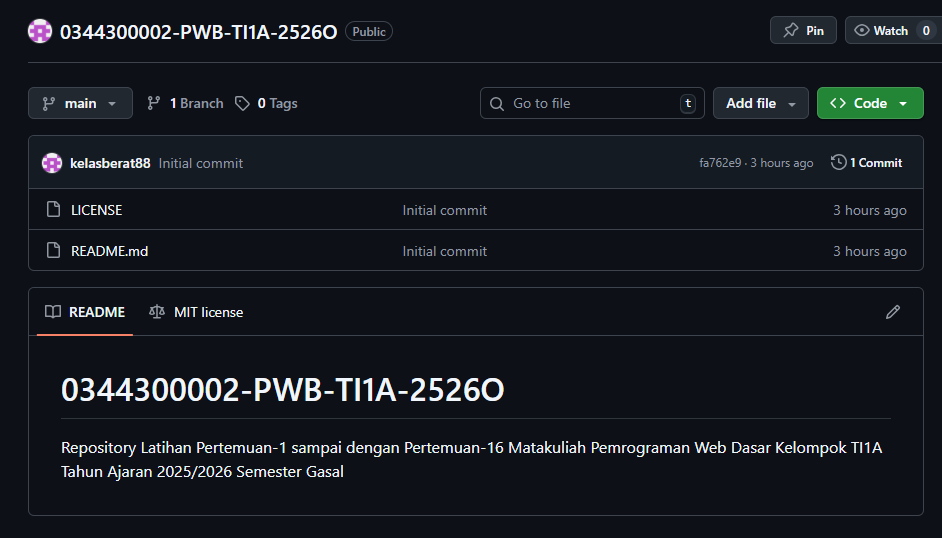 0344300002-PWB-TI1A-2526O Public Pin Watch 0
main 1 Branch 0 Tags Go to file t Add file Code
kelasberat88 Initial commit fa762e9 · 3 hours ago 1 Commit
LICENSE Initial commit 3 hours ago
README.md Initial commit 3 hours ago
README MIT license
0344300002-PWB-TI1A-2526O
Repository Latihan Pertemuan-1 sampai dengan Pertemuan-16 Matakuliah Pemrograman Web Dasar Kelompok TI1A
Tahun Ajaran 2025/2026 Semester Gasal